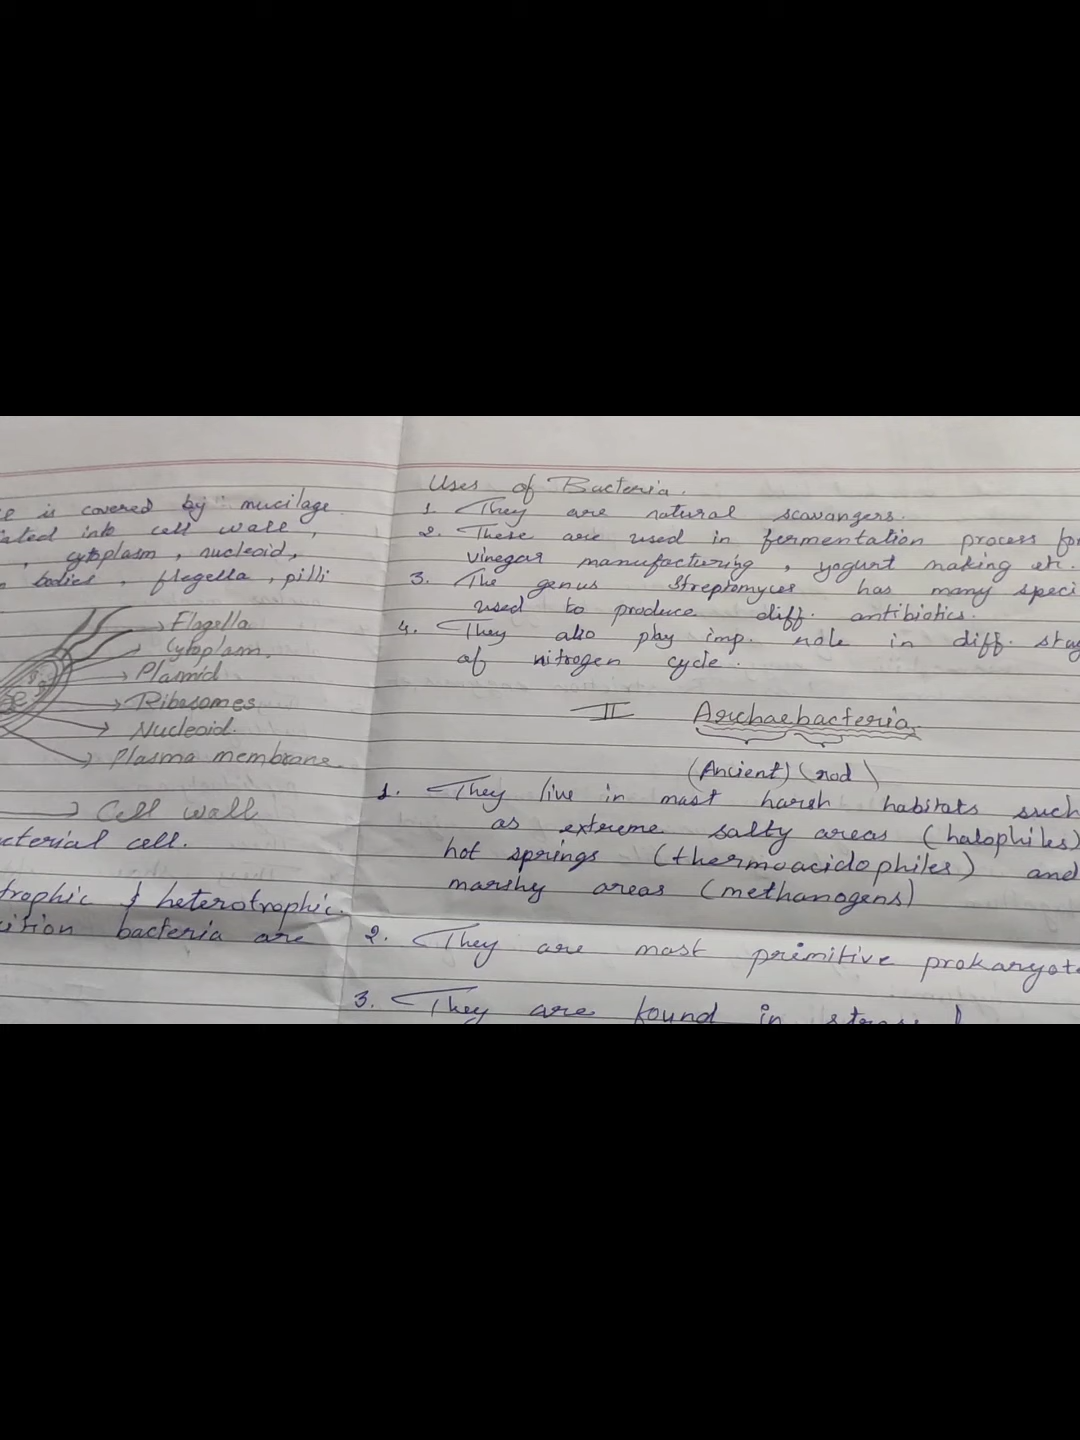 is covered by mucilage
ated into cell wall,
, cytoplasm, nucleoid,
bodies, flegella, pilli
Flagella
Cytoplasm.
Plasmid
Ribosomes
Nucleoid.
Plasma membrane.
Cell wall
cterial cell.
trophic & heterotrophic.
ition bacteria are
Uses of Bacteria.
1. They are natural scavangers.
2. These are used in fermentation process for
vinegar manufacturing, yogurt making etc.
3. The genus Streptomyces has many speci
used to produce diff. antibiotics.
4. They also play imp. role in diff. stag
of nitrogen cycle.
II Archaebacteria
(Ancient) (rod)
1. They live in most harsh habitats such
as extreme salty areas (halophiles)
hot springs (thermoacidophiles) and
marshy areas (methanogens)
2. They are most primitive prokaryote
3. They are found in